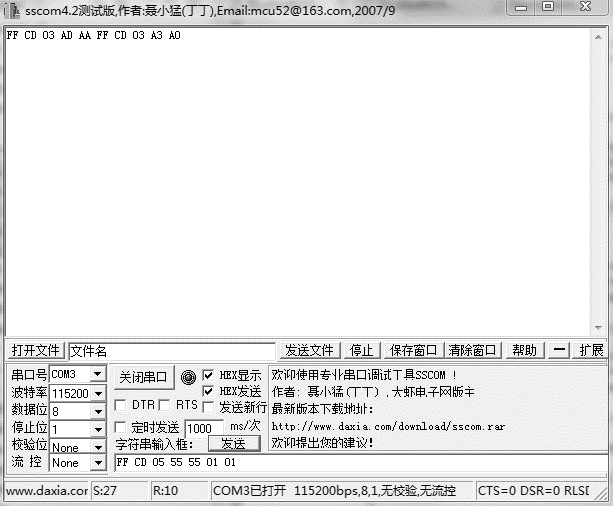 sscom4.2测试版,作者:聂小猛(丁丁),Email:mcu52@163.com,2007/9
FF CD 03 AD AA FF CD 03 A3 A0
打开文件 文件名 发送文件 停止 保存窗口 清除窗口 帮助 — 扩展
串口号 COM3 关闭串口 HEX显示 欢迎使用专业串口调试工具SSCOM !
波特率 115200 HEX发送 作者: 聂小猛(丁丁) ,大虾电子网版主
数据位 8 DTR RTS 发送新行 最新版本下载地址:
停止位 1 定时发送 1000 ms/次 http://www.daxia.com/download/sscom.rar
校验位 None 字符串输入框: 发送 欢迎提出您的建议!
流 控 None FF CD 05 55 55 01 01
www.daxia.cor S:27 R:10 COM3已打开 115200bps,8,1,无校验,无流控 CTS=0 DSR=0 RLSD